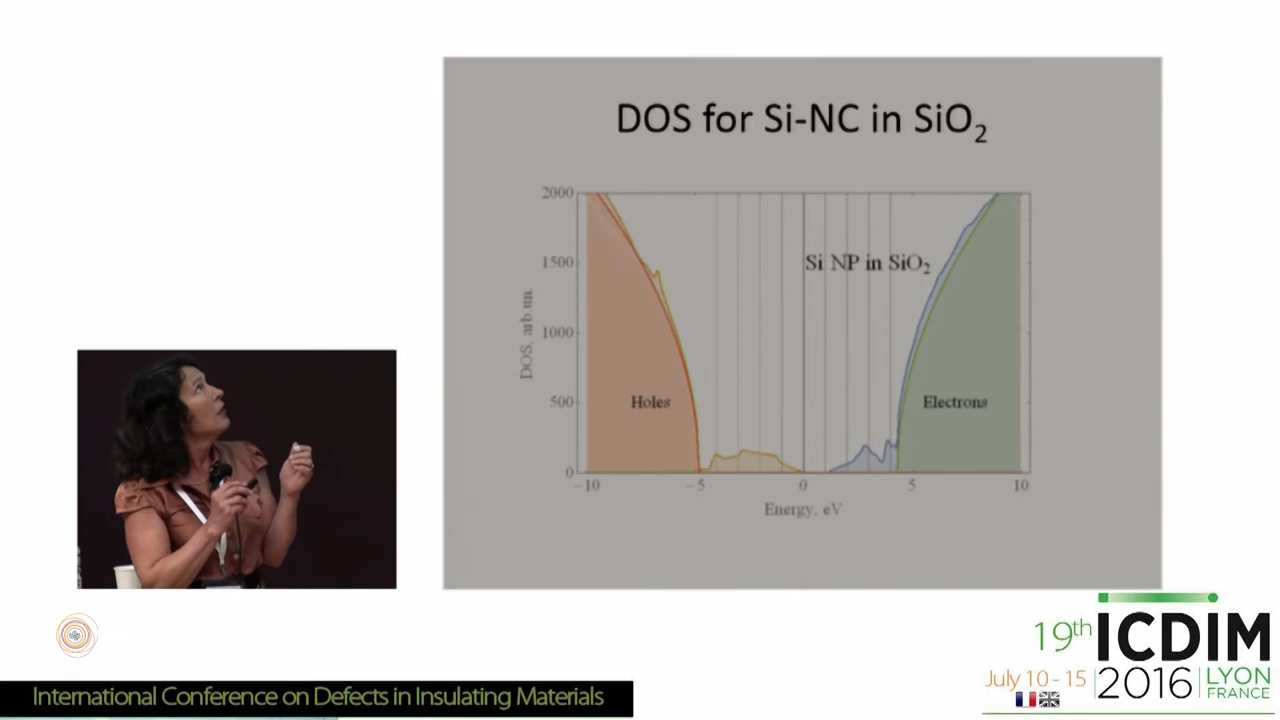 DOS for Si-NC in SiO₂
2000
1500
1000
500
0
DOS, arb un.
Si NP in SiO₂
Holes
Electrons
−10
−5
0
5
10
Energy, eV
19th ICDIM
July 10 - 15 2016 LYON
FRANCE
International Conference on Defects in Insulating Materials